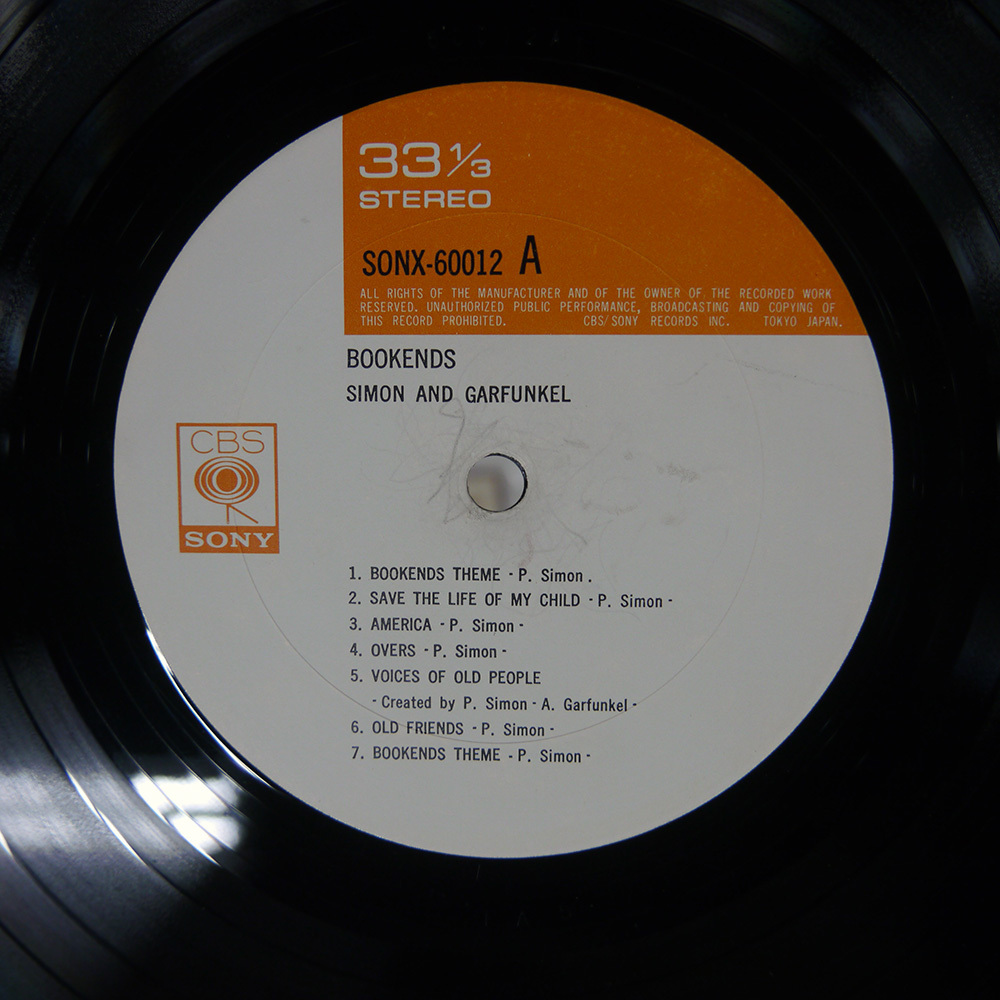 33 1/3
STEREO
SONX-60012 A
ALL RIGHTS OF THE MANUFACTURER AND OF THE OWNER OF THE RECORDED WORK
RESERVED. UNAUTHORIZED PUBLIC PERFORMANCE, BROADCASTING AND COPYING OF
THIS RECORD PROHIBITED. CBS/SONY RECORDS INC. TOKYO JAPAN.
BOOKENDS
SIMON AND GARFUNKEL
CBS
SONY
1. BOOKENDS THEME - P. Simon .
2. SAVE THE LIFE OF MY CHILD - P. Simon -
3. AMERICA - P. Simon -
4. OVERS - P. Simon -
5. VOICES OF OLD PEOPLE
- Created by P. Simon - A. Garfunkel -
6. OLD FRIENDS - P. Simon -
7. BOOKENDS THEME - P. Simon -